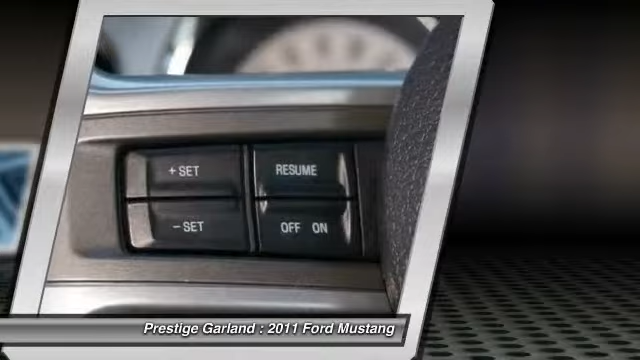 + SET
RESUME
− SET
OFF ON
Prestige Garland : 2011 Ford Mustang